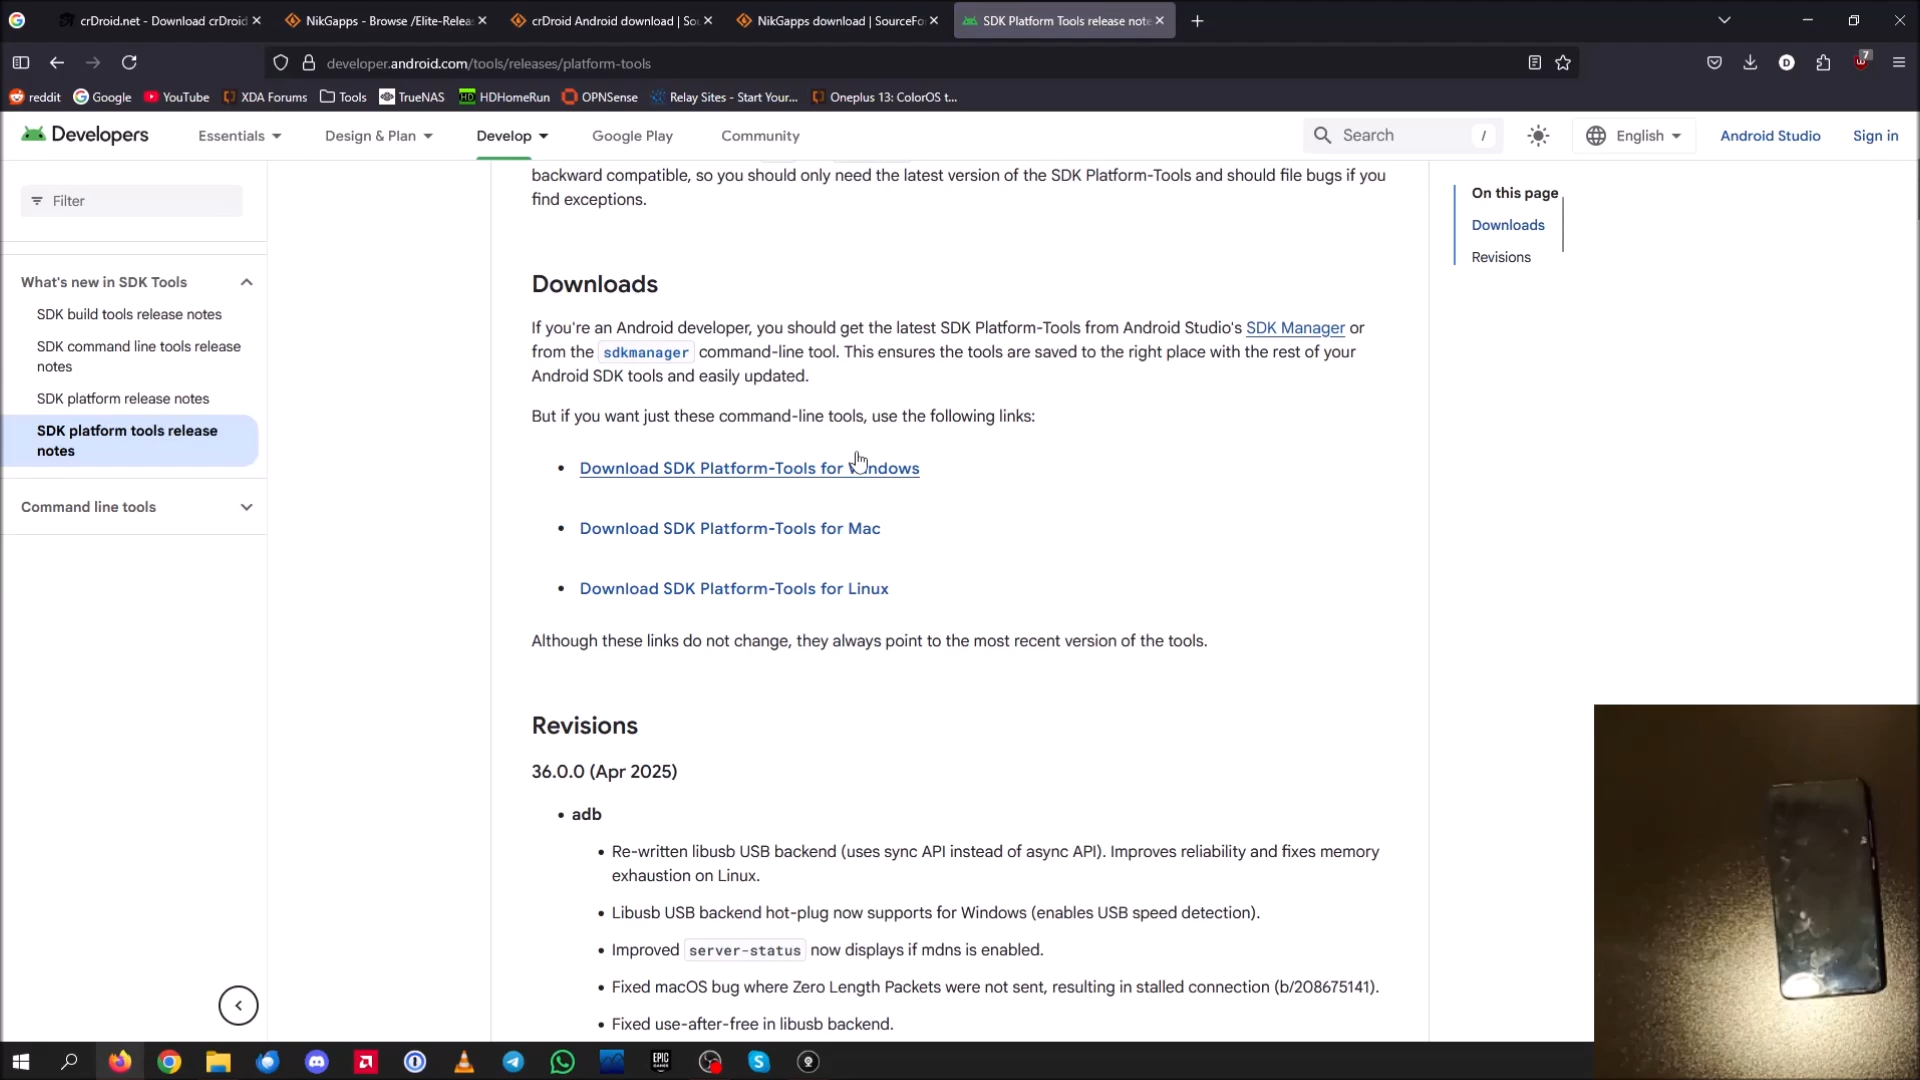 crDroid.net - Download crDroid
NikGapps - Browse /Elite-Relea
crDroid Android download | So
NikGapps download | SourceFo
SDK Platform Tools release note
developer.android.com/tools/releases/platform-tools
7
reddit
Google
YouTube
XDA Forums
Tools
TrueNAS
HDHomeRun
OPNSense
Relay Sites - Start Your...
Oneplus 13: ColorOS t...
Developers
Essentials
Design & Plan
Develop
Google Play
Community
Search
/
English
Android Studio
Sign in
Filter
What's new in SDK Tools
SDK build tools release notes
SDK command line tools release
notes
SDK platform release notes
SDK platform tools release
notes
Command line tools
backward compatible, so you should only need the latest version of the SDK Platform-Tools and should file bugs if you
find exceptions.
Downloads
If you're an Android developer, you should get the latest SDK Platform-Tools from Android Studio's SDK Manager or
from the sdkmanager command-line tool. This ensures the tools are saved to the right place with the rest of your
Android SDK tools and easily updated.
But if you want just these command-line tools, use the following links:
• Download SDK Platform-Tools for Windows
• Download SDK Platform-Tools for Mac
• Download SDK Platform-Tools for Linux
Although these links do not change, they always point to the most recent version of the tools.
Revisions
36.0.0 (Apr 2025)
• adb
• Re-written libusb USB backend (uses sync API instead of async API). Improves reliability and fixes memory
exhaustion on Linux.
• Libusb USB backend hot-plug now supports for Windows (enables USB speed detection).
• Improved server-status now displays if mdns is enabled.
• Fixed macOS bug where Zero Length Packets were not sent, resulting in stalled connection (b/208675141).
• Fixed use-after-free in libusb backend.
On this page
Downloads
Revisions
EPIC